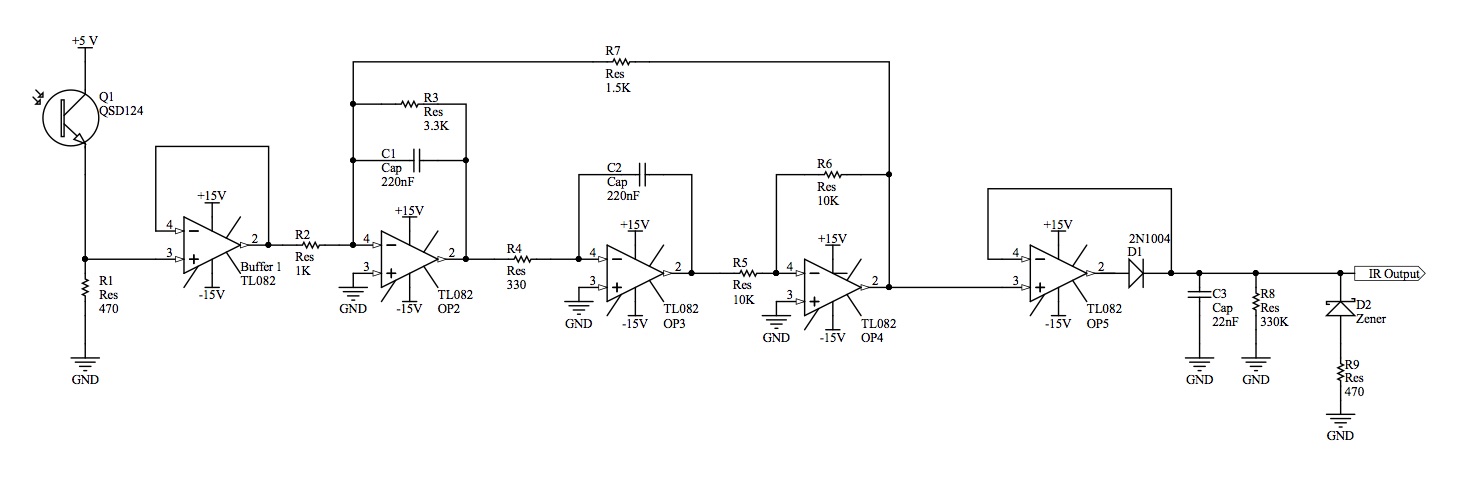 +5 V
Q1
QSD124
R1
Res
470
GND
4
3
+15V
2
-15V
Buffer 1
TL082
R2
Res
1K
R7
Res
1.5K
R3
Res
3.3K
C1
Cap
220nF
+15V
4
3
2
GND
-15V
TL082
OP2
R4
Res
330
C2
Cap
220nF
+15V
4
3
2
GND
-15V
TL082
OP3
R5
Res
10K
R6
Res
10K
+15V
4
3
2
GND
-15V
TL082
OP4
+15V
4
3
2
-15V
TL082
OP5
2N1004
D1
C3
Cap
22nF
GND
R8
Res
330K
GND
IR Output
D2
Zener
R9
Res
470
GND